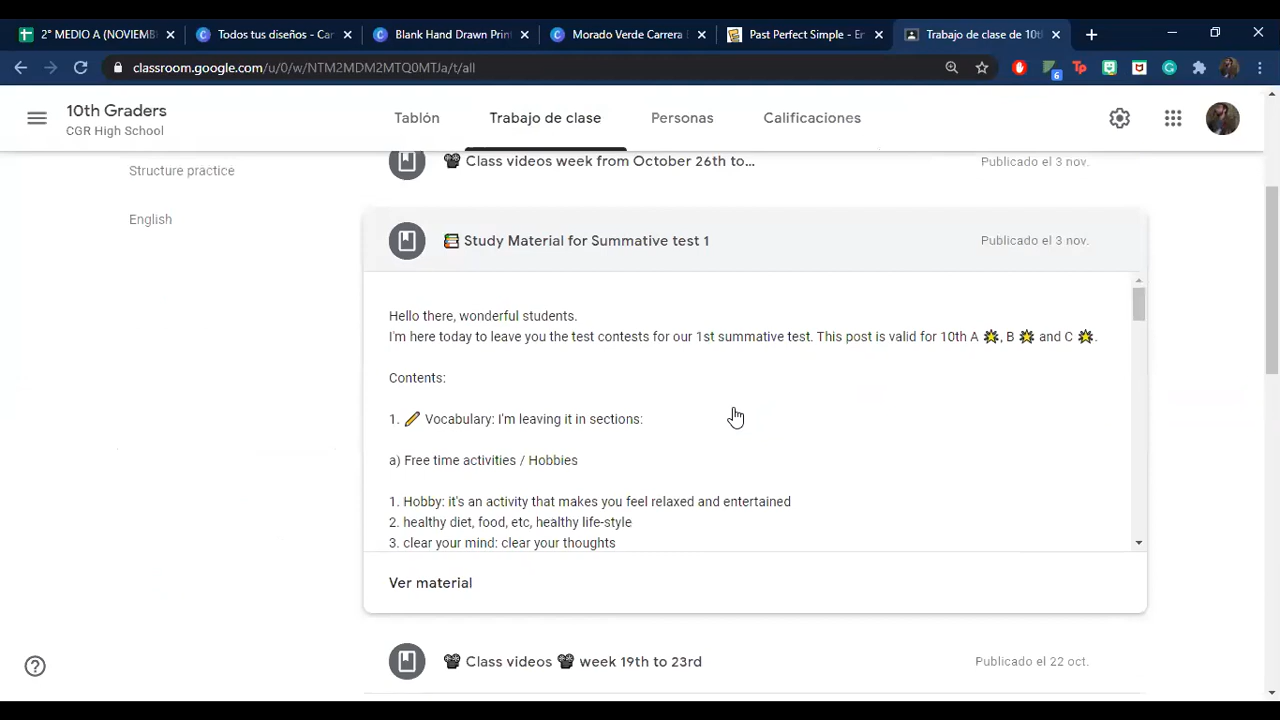 2° MEDIO A (NOVIEMB
Todos tus diseños - Can
Blank Hand Drawn Print
Morado Verde Carrera E
Past Perfect Simple - En
Trabajo de clase de 10th
classroom.google.com/u/0/w/NTM2MDM2MTQ0MTJa/t/all
6
10th Graders
CGR High School
Tablón
Trabajo de clase
Personas
Calificaciones
Structure practice
English
Class videos week from October 26th to...
Publicado el 3 nov.
Study Material for Summative test 1
Publicado el 3 nov.
Hello there, wonderful students.
I'm here today to leave you the test contests for our 1st summative test. This post is valid for 10th A 🌟, B 🌟 and C 🌟.
Contents:
1. ✏️ Vocabulary: I'm leaving it in sections:
a) Free time activities / Hobbies
1. Hobby: it's an activity that makes you feel relaxed and entertained
2. healthy diet, food, etc, healthy life-style
3. clear your mind: clear your thoughts
Ver material
Class videos 📽 week 19th to 23rd
Publicado el 22 oct.